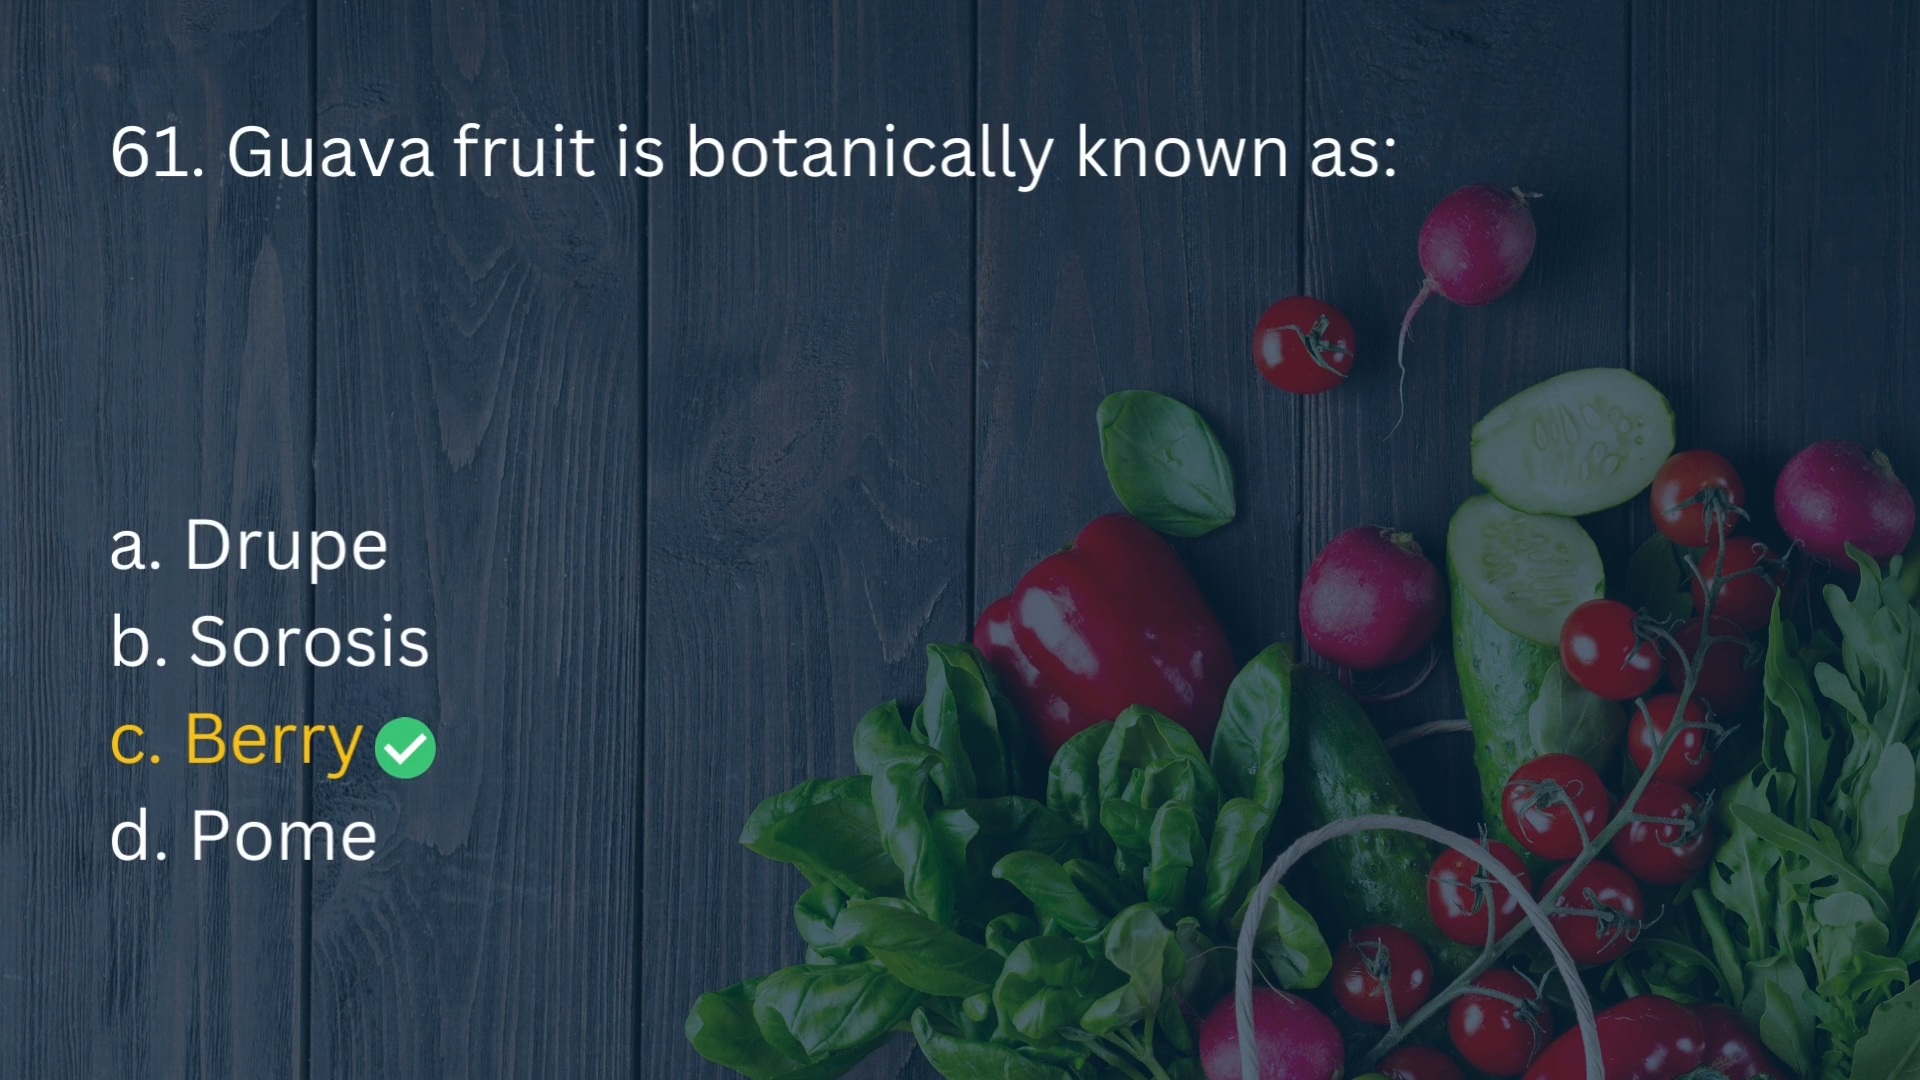 61. Guava fruit is botanically known as:
a. Drupe
b. Sorosis
c. Berry
d. Pome